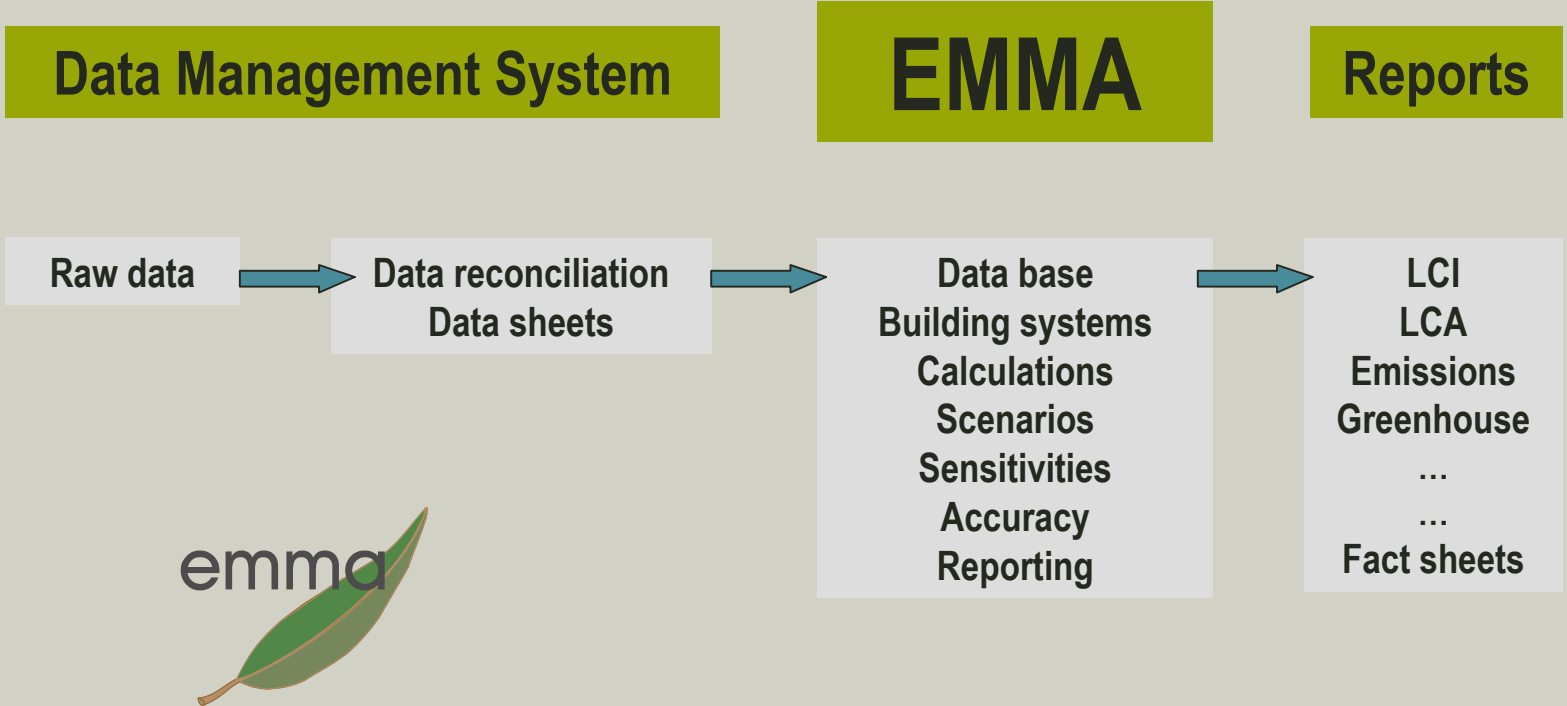 Data Management System
EMMA
Reports
Raw data
Data reconciliation
Data sheets
Data base
Building systems
Calculations
Scenarios
Sensitivities
Accuracy
Reporting
LCI
LCA
Emissions
Greenhouse
...
...
Fact sheets
emma